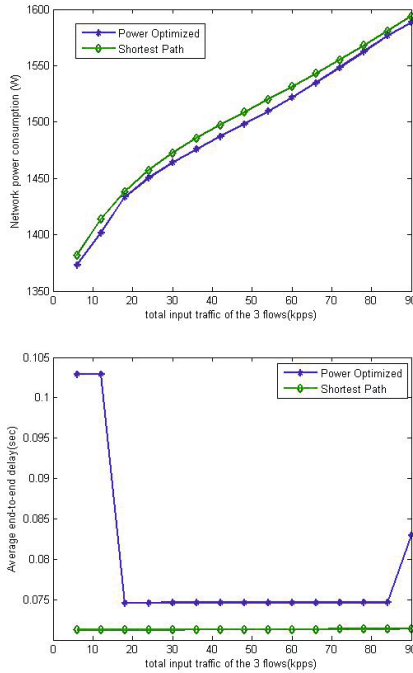 1600
1550
1500
1450
1400
1350
Network power consumption (W)
Power Optimized
Shortest Path
0 10 20 30 40 50 60 70 80 90
total input traffic of the 3 flows(kpps)
0.105
0.1
0.095
0.09
0.085
0.08
0.075
Average end-to-end delay(sec)
Power Optimized
Shortest Path
0 10 20 30 40 50 60 70 80 90
total input traffic of the 3 flows(kpps)